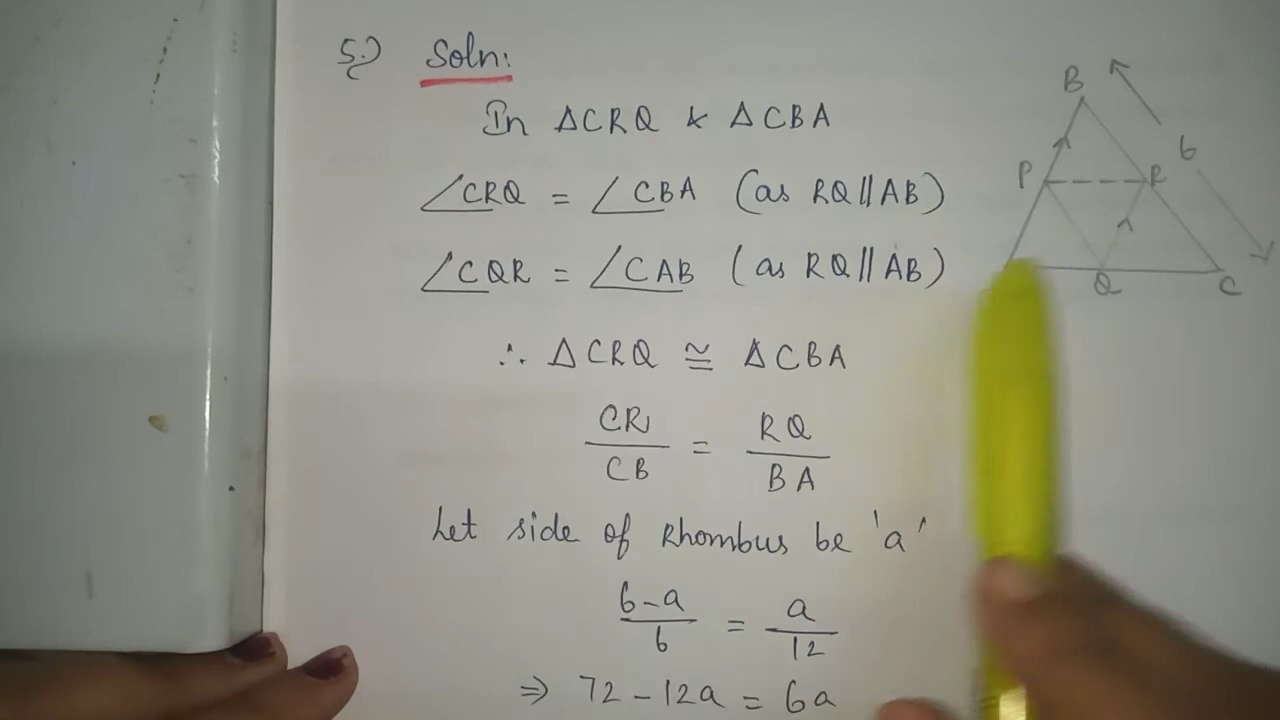 5.) Soln:
In ΔCRQ & ΔCBA
∠CRQ = ∠CBA (as RQ || AB)
∠CQR = ∠CAB (as RQ || AB)
∴ ΔCRQ ≅ ΔCBA
CR/CB = RQ/BA
Let side of Rhombus be 'a'
6-a/6 = a/12
⇒ 72 - 12a = 6a
B
6
P
R
Q
C